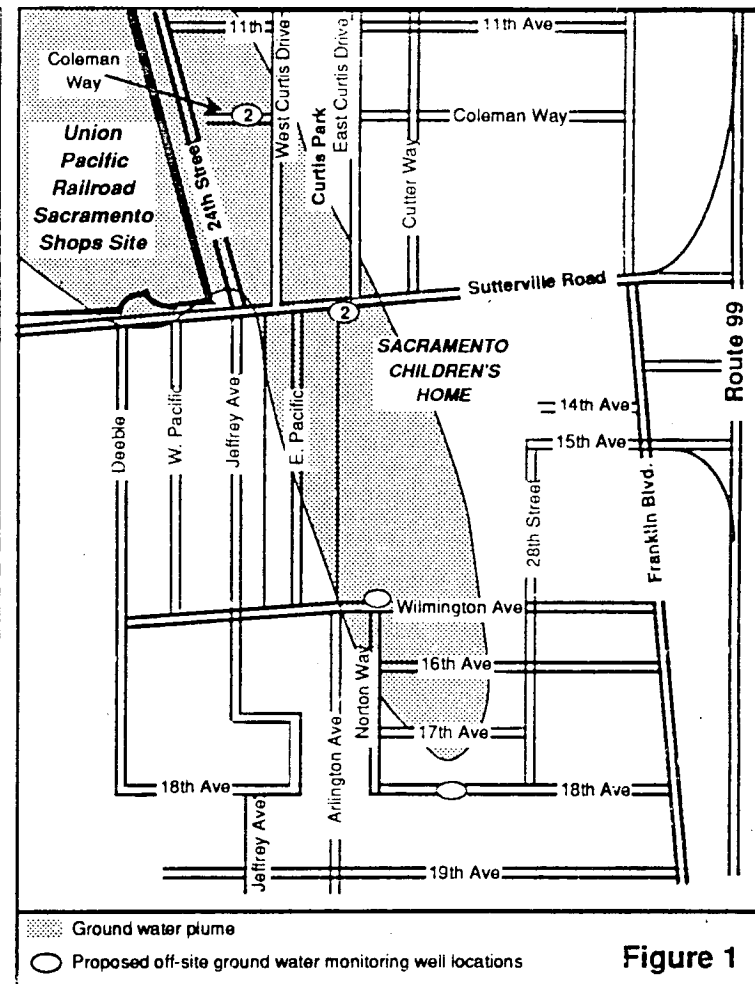 11th
West Curtis Drive
East Curtis Drive
11th Ave
Coleman
Way
2
Curtis Park
Coleman Way
Union
Pacific
Railroad
Sacramento
Shops Site
24th Street
Cutter Way
Sutterville Road
Route 99
2
SACRAMENTO
CHILDREN'S
HOME
Deeble
W. Pacific
Jeffrey Ave
E. Pacific
14th Ave
15th Ave
28th Street
Franklin Blvd.
Wilmington Ave
Norton Way
16th Ave
Arlington Ave
17th Ave
18th Ave
18th Ave
Jeffrey Ave
19th Ave
Ground water plume
Proposed off-site ground water monitoring well locations
Figure 1